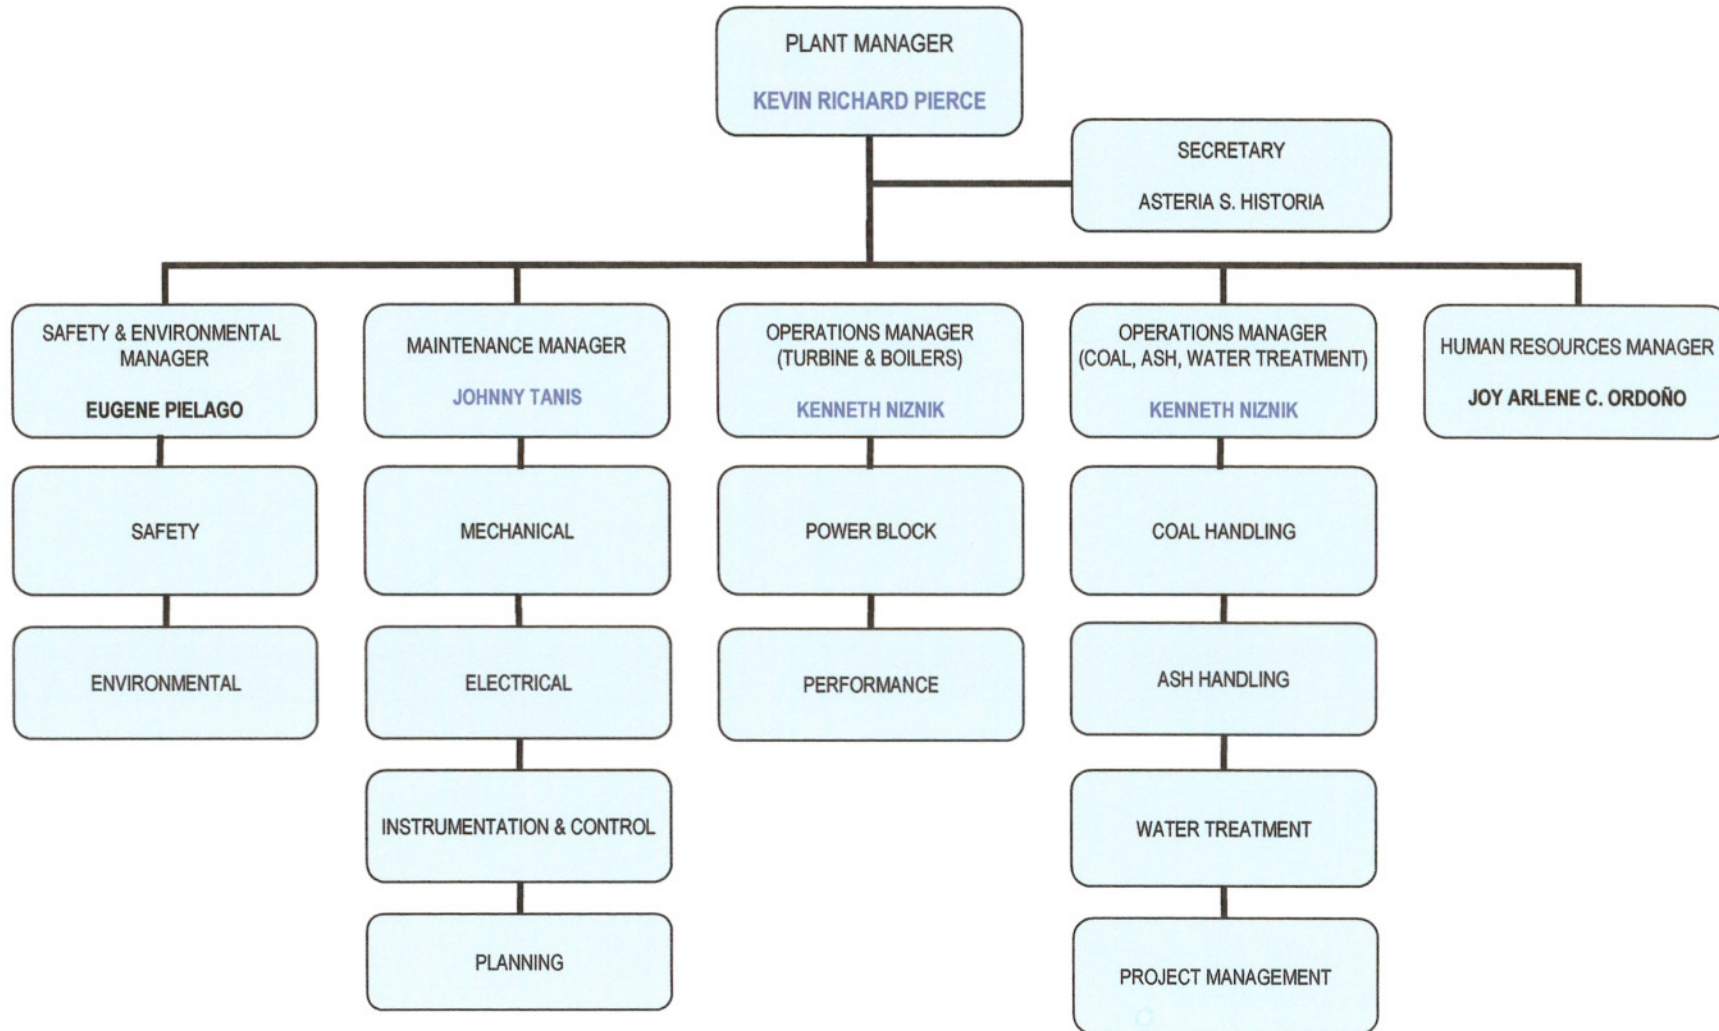 PLANT MANAGER
KEVIN RICHARD PIERCE
SECRETARY
ASTERIA S. HISTORIA
SAFETY & ENVIRONMENTAL
MANAGER
EUGENE PIELAGO
MAINTENANCE MANAGER
JOHNNY TANIS
OPERATIONS MANAGER
(TURBINE & BOILERS)
KENNETH NIZNIK
OPERATIONS MANAGER
(COAL, ASH, WATER TREATMENT)
KENNETH NIZNIK
HUMAN RESOURCES MANAGER
JOY ARLENE C. ORDOÑO
SAFETY
MECHANICAL
POWER BLOCK
COAL HANDLING
ENVIRONMENTAL
ELECTRICAL
PERFORMANCE
ASH HANDLING
INSTRUMENTATION & CONTROL
WATER TREATMENT
PLANNING
PROJECT MANAGEMENT